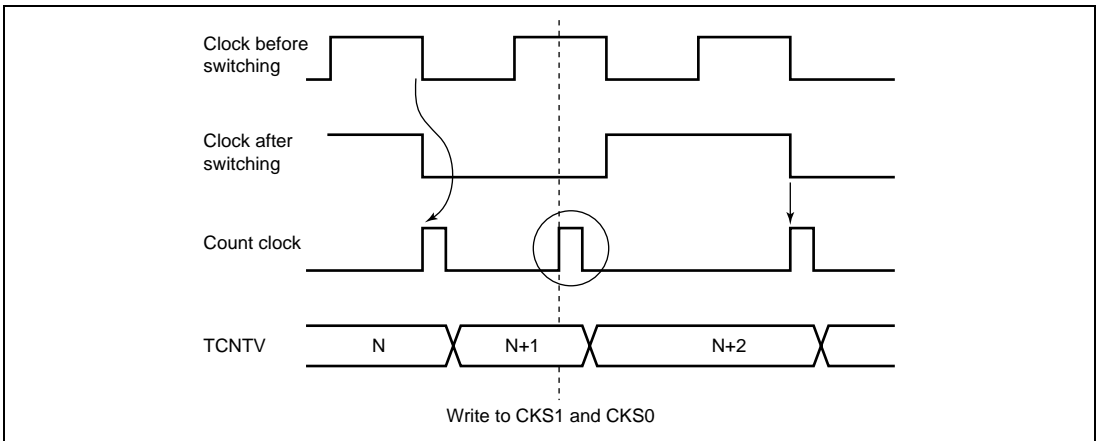 Clock before
switching
Clock after
switching
Count clock
TCNTV
N
N+1
N+2
Write to CKS1 and CKS0